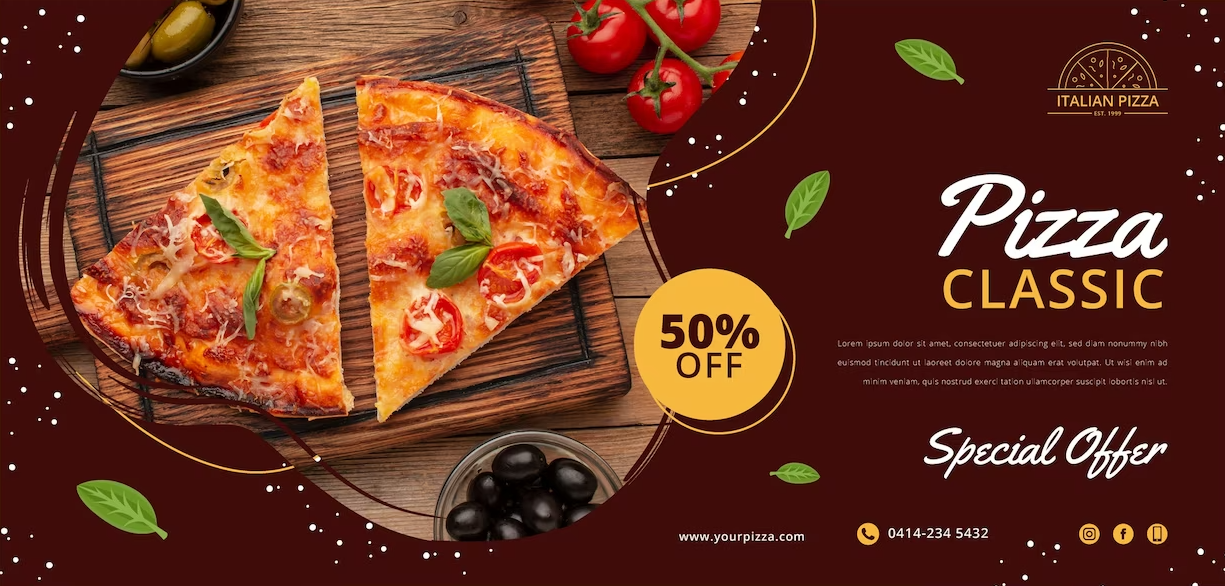 ITALIAN PIZZA
EST. 1999
Pizza
CLASSIC
50%
OFF
Lorem ipsum dolor sit amet, consectetuer adipiscing elit, sed diam nonummy nibh
euismod tincidunt ut laoreet dolore magna aliquam erat volutpat. Ut wisi enim ad
minim veniam, quis nostrud exerci tation ullamcorper suscipit lobortis nisl ut.
Special Offer
www.yourpizza.com
0414-234 5432